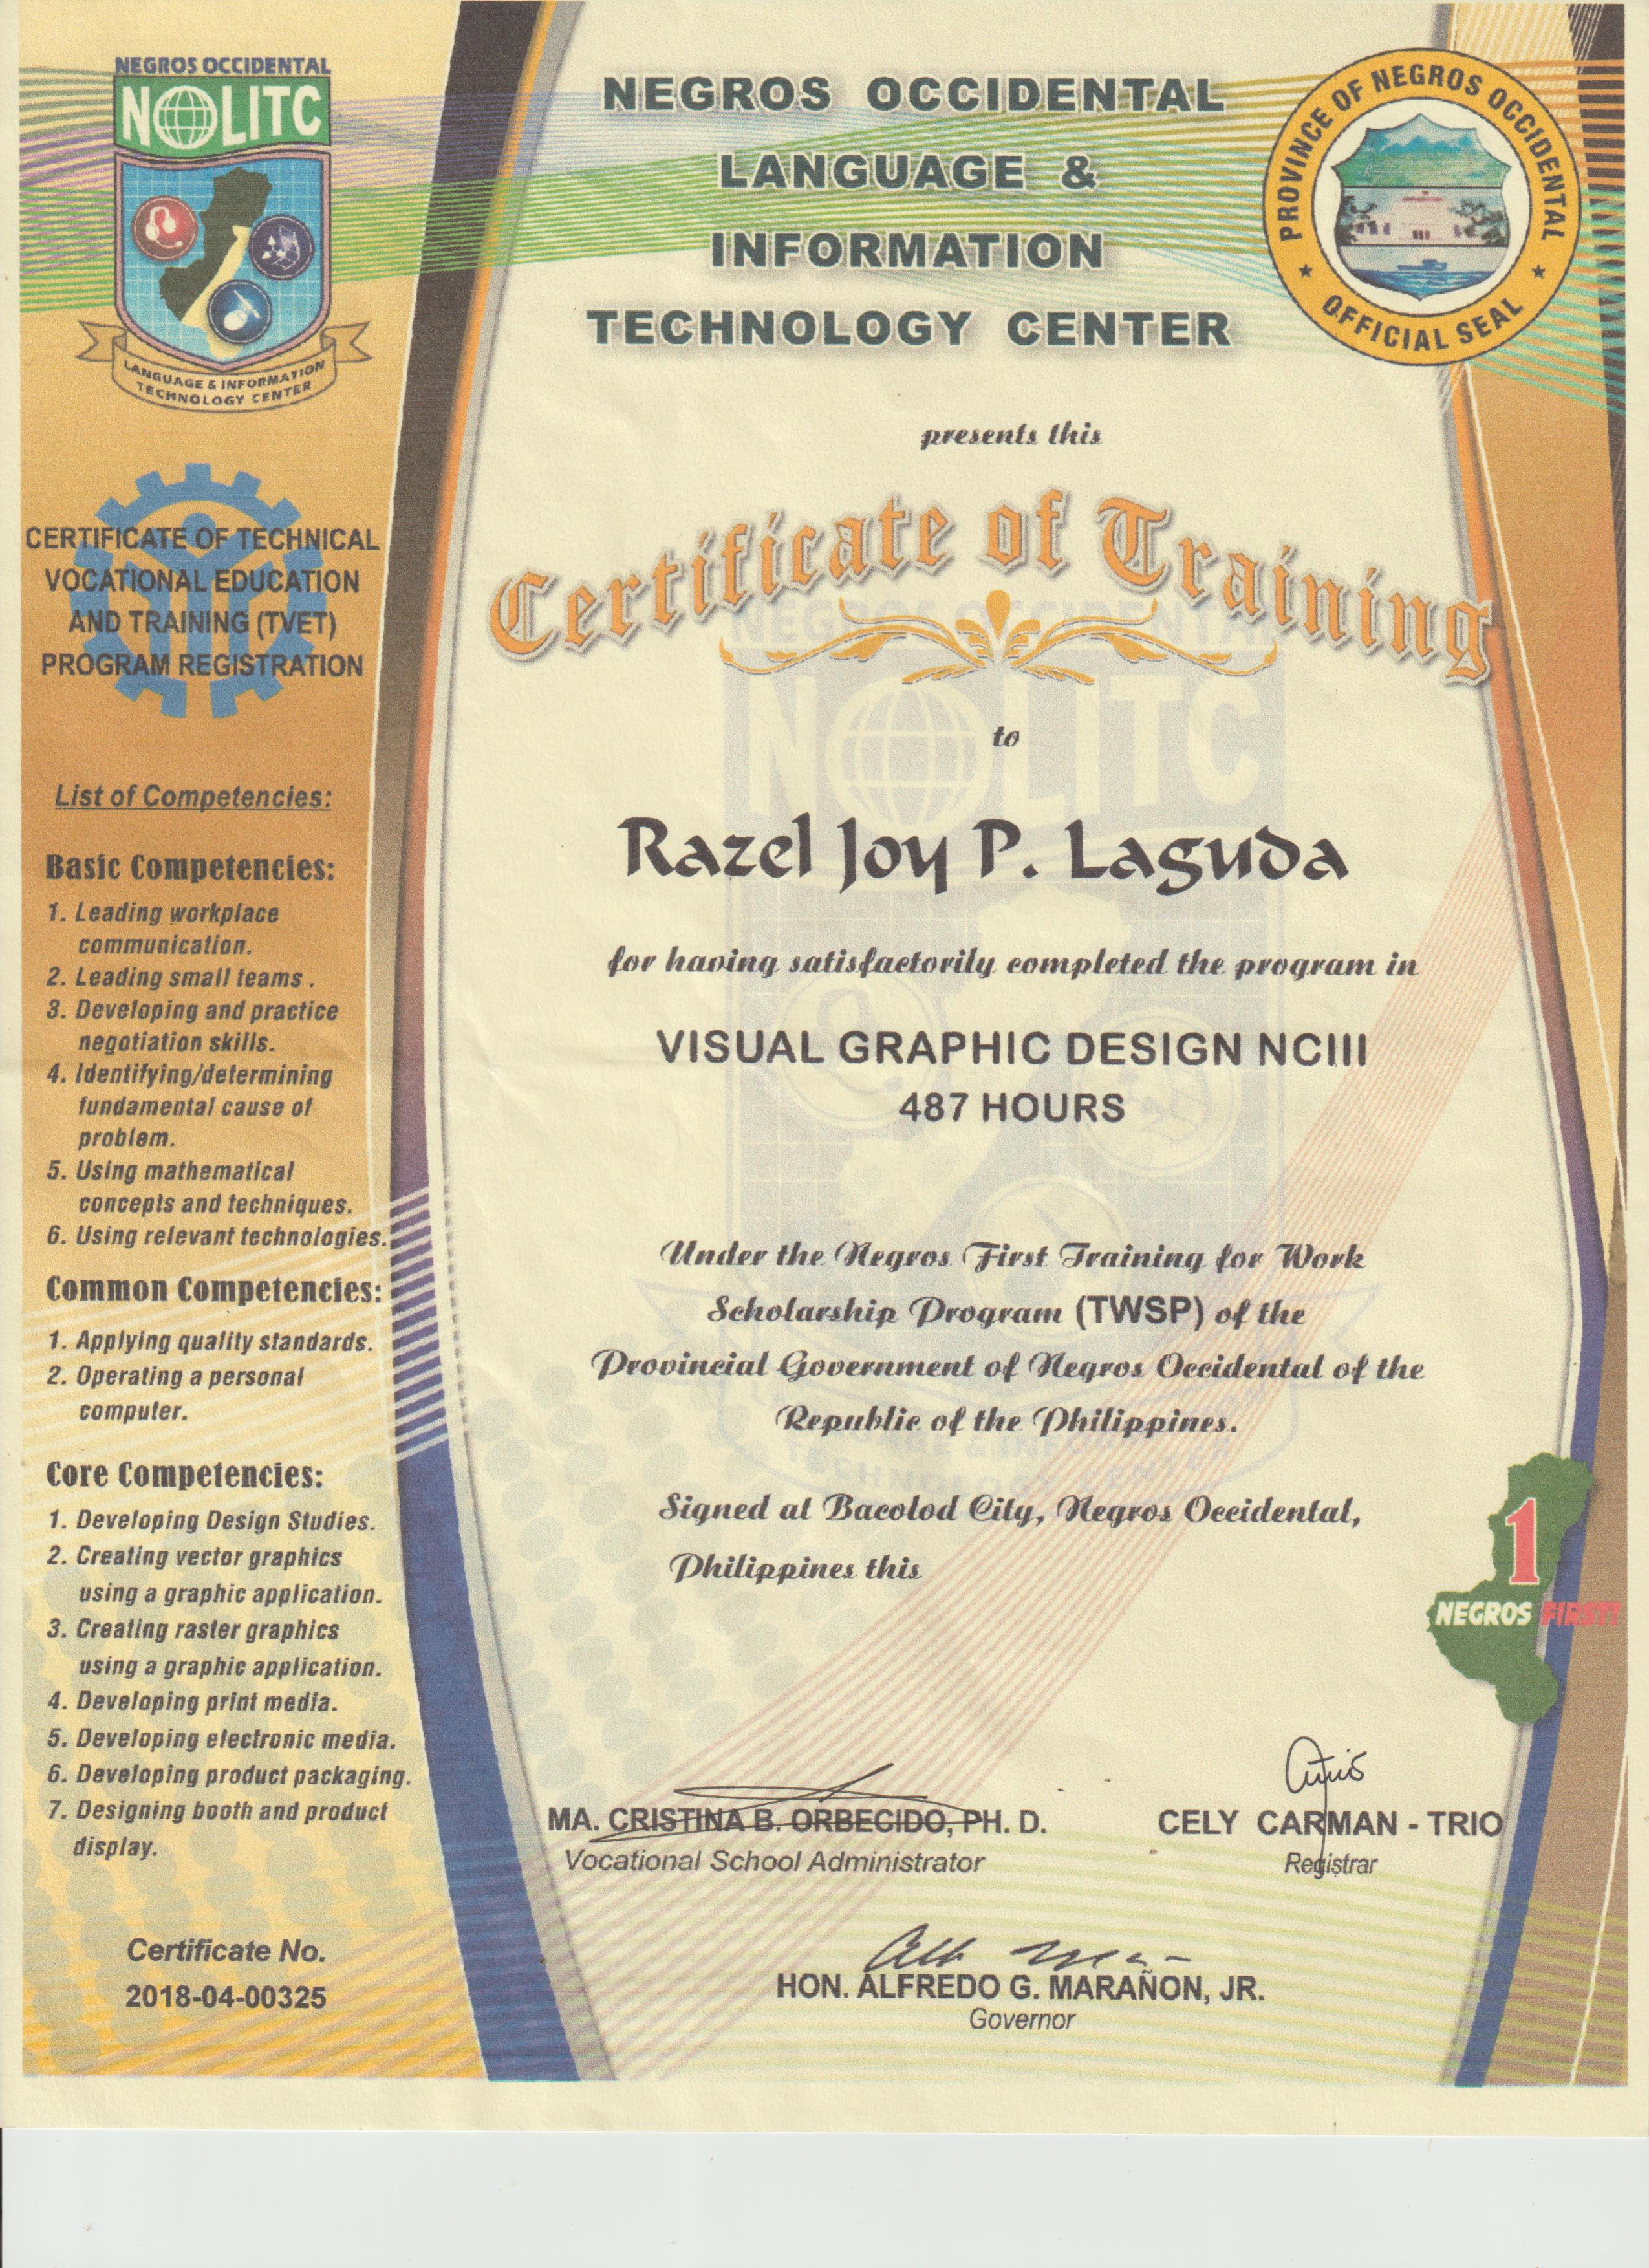 NEGROS OCCIDENTAL
NOLITC
LANGUAGE & INFORMATION
TECHNOLOGY CENTER
NEGROS OCCIDENTAL
LANGUAGE &
INFORMATION
TECHNOLOGY CENTER
PROVINCE OF NEGROS OCCIDENTAL
OFFICIAL SEAL
CERTIFICATE OF TECHNICAL
VOCATIONAL EDUCATION
AND TRAINING (TVET)
PROGRAM REGISTRATION
List of Competencies:
Basic Competencies:
1. Leading workplace
communication.
2. Leading small teams .
3. Developing and practice
negotiation skills.
4. Identifying/determining
fundamental cause of
problem.
5. Using mathematical
concepts and techniques.
6. Using relevant technologies.
Common Competencies:
1. Applying quality standards.
2. Operating a personal
computer.
Core Competencies:
1. Developing Design Studies.
2. Creating vector graphics
using a graphic application.
3. Creating raster graphics
using a graphic application.
4. Developing print media.
5. Developing electronic media.
6. Developing product packaging.
7. Designing booth and product
display.
Certificate No.
2018-04-00325
presents this
Certificate of Training
NEGROS OCCIDENTAL
NOLITC
to
Razel Joy P. Laguda
for having satisfactorily completed the program in
VISUAL GRAPHIC DESIGN NCIII
487 HOURS
Under the Negros First Training for Work
Scholarship Program (TWSP) of the
Provincial Government of Negros Occidental of the
Republic of the Philippines.
TECHNOLOGY CENTER
Signed at Bacolod City, Negros Occidental,
Philippines this
1
NEGROS FIRST!
MA. CRISTINA B. ORBECIDO, PH. D.
Vocational School Administrator
CELY CARMAN - TRIO
Registrar
HON. ALFREDO G. MARAÑON, JR.
Governor